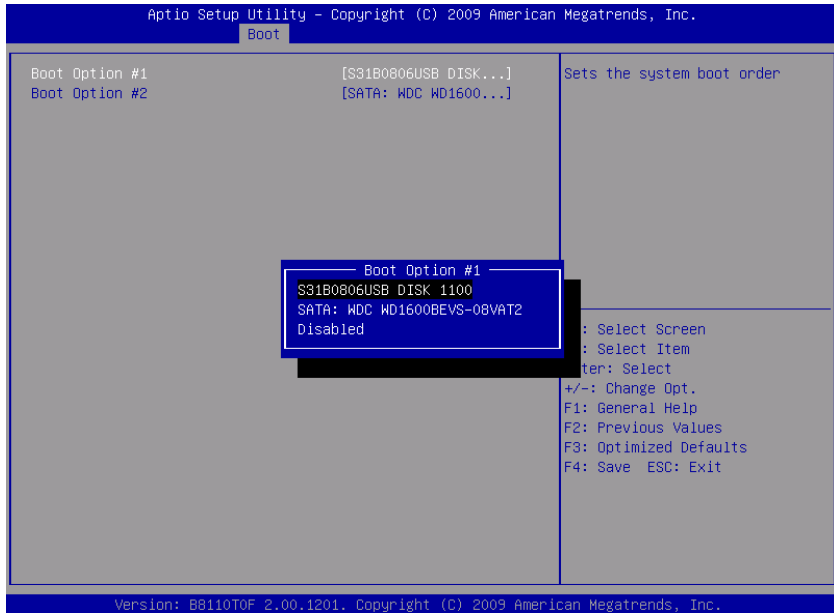 Aptio Setup Utility – Copyright (C) 2009 American Megatrends, Inc.
Boot
Boot Option #1 [S31B0806USB DISK...] Sets the system boot order
Boot Option #2 [SATA: WDC WD1600...]
Boot Option #1
S31B0806USB DISK 1100
SATA: WDC WD1600BEVS-08VAT2
Disabled
: Select Screen
: Select Item
ter: Select
+/-: Change Opt.
F1: General Help
F2: Previous Values
F3: Optimized Defaults
F4: Save ESC: Exit
Version: B8110T0F 2.00.1201. Copyright (C) 2009 American Megatrends, Inc.